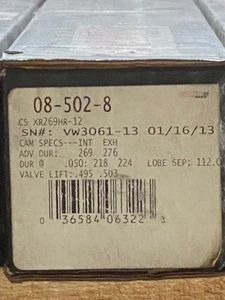 08-502-8
CS XR269HR-12
SN#: VW3061-13 01/16/13
CAM SPECS---INT EXH
ADV DUR: 269 276
DUR @ .050: 218 224 LOBE SEP: 112.0
VALVE LIFT: .495 .503
0 36584 06322 3